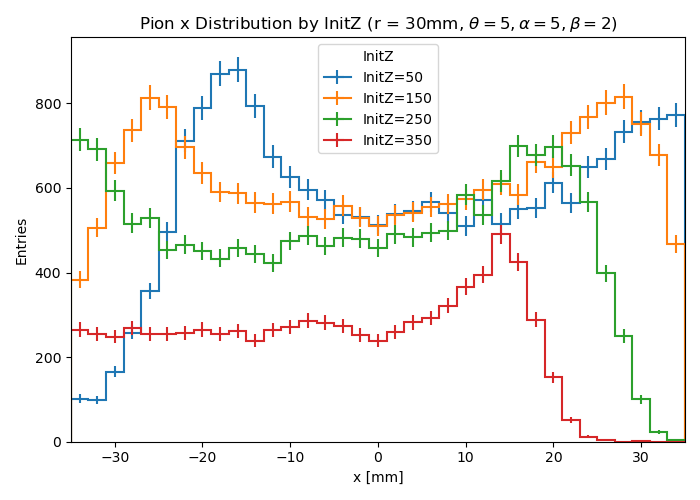 Pion x Distribution by InitZ (r = 30mm, θ = 5, α = 5, β = 2)
InitZ
InitZ=50
InitZ=150
InitZ=250
InitZ=350
Entries
800
600
400
200
0
−30 −20 −10 0 10 20 30
x [mm]